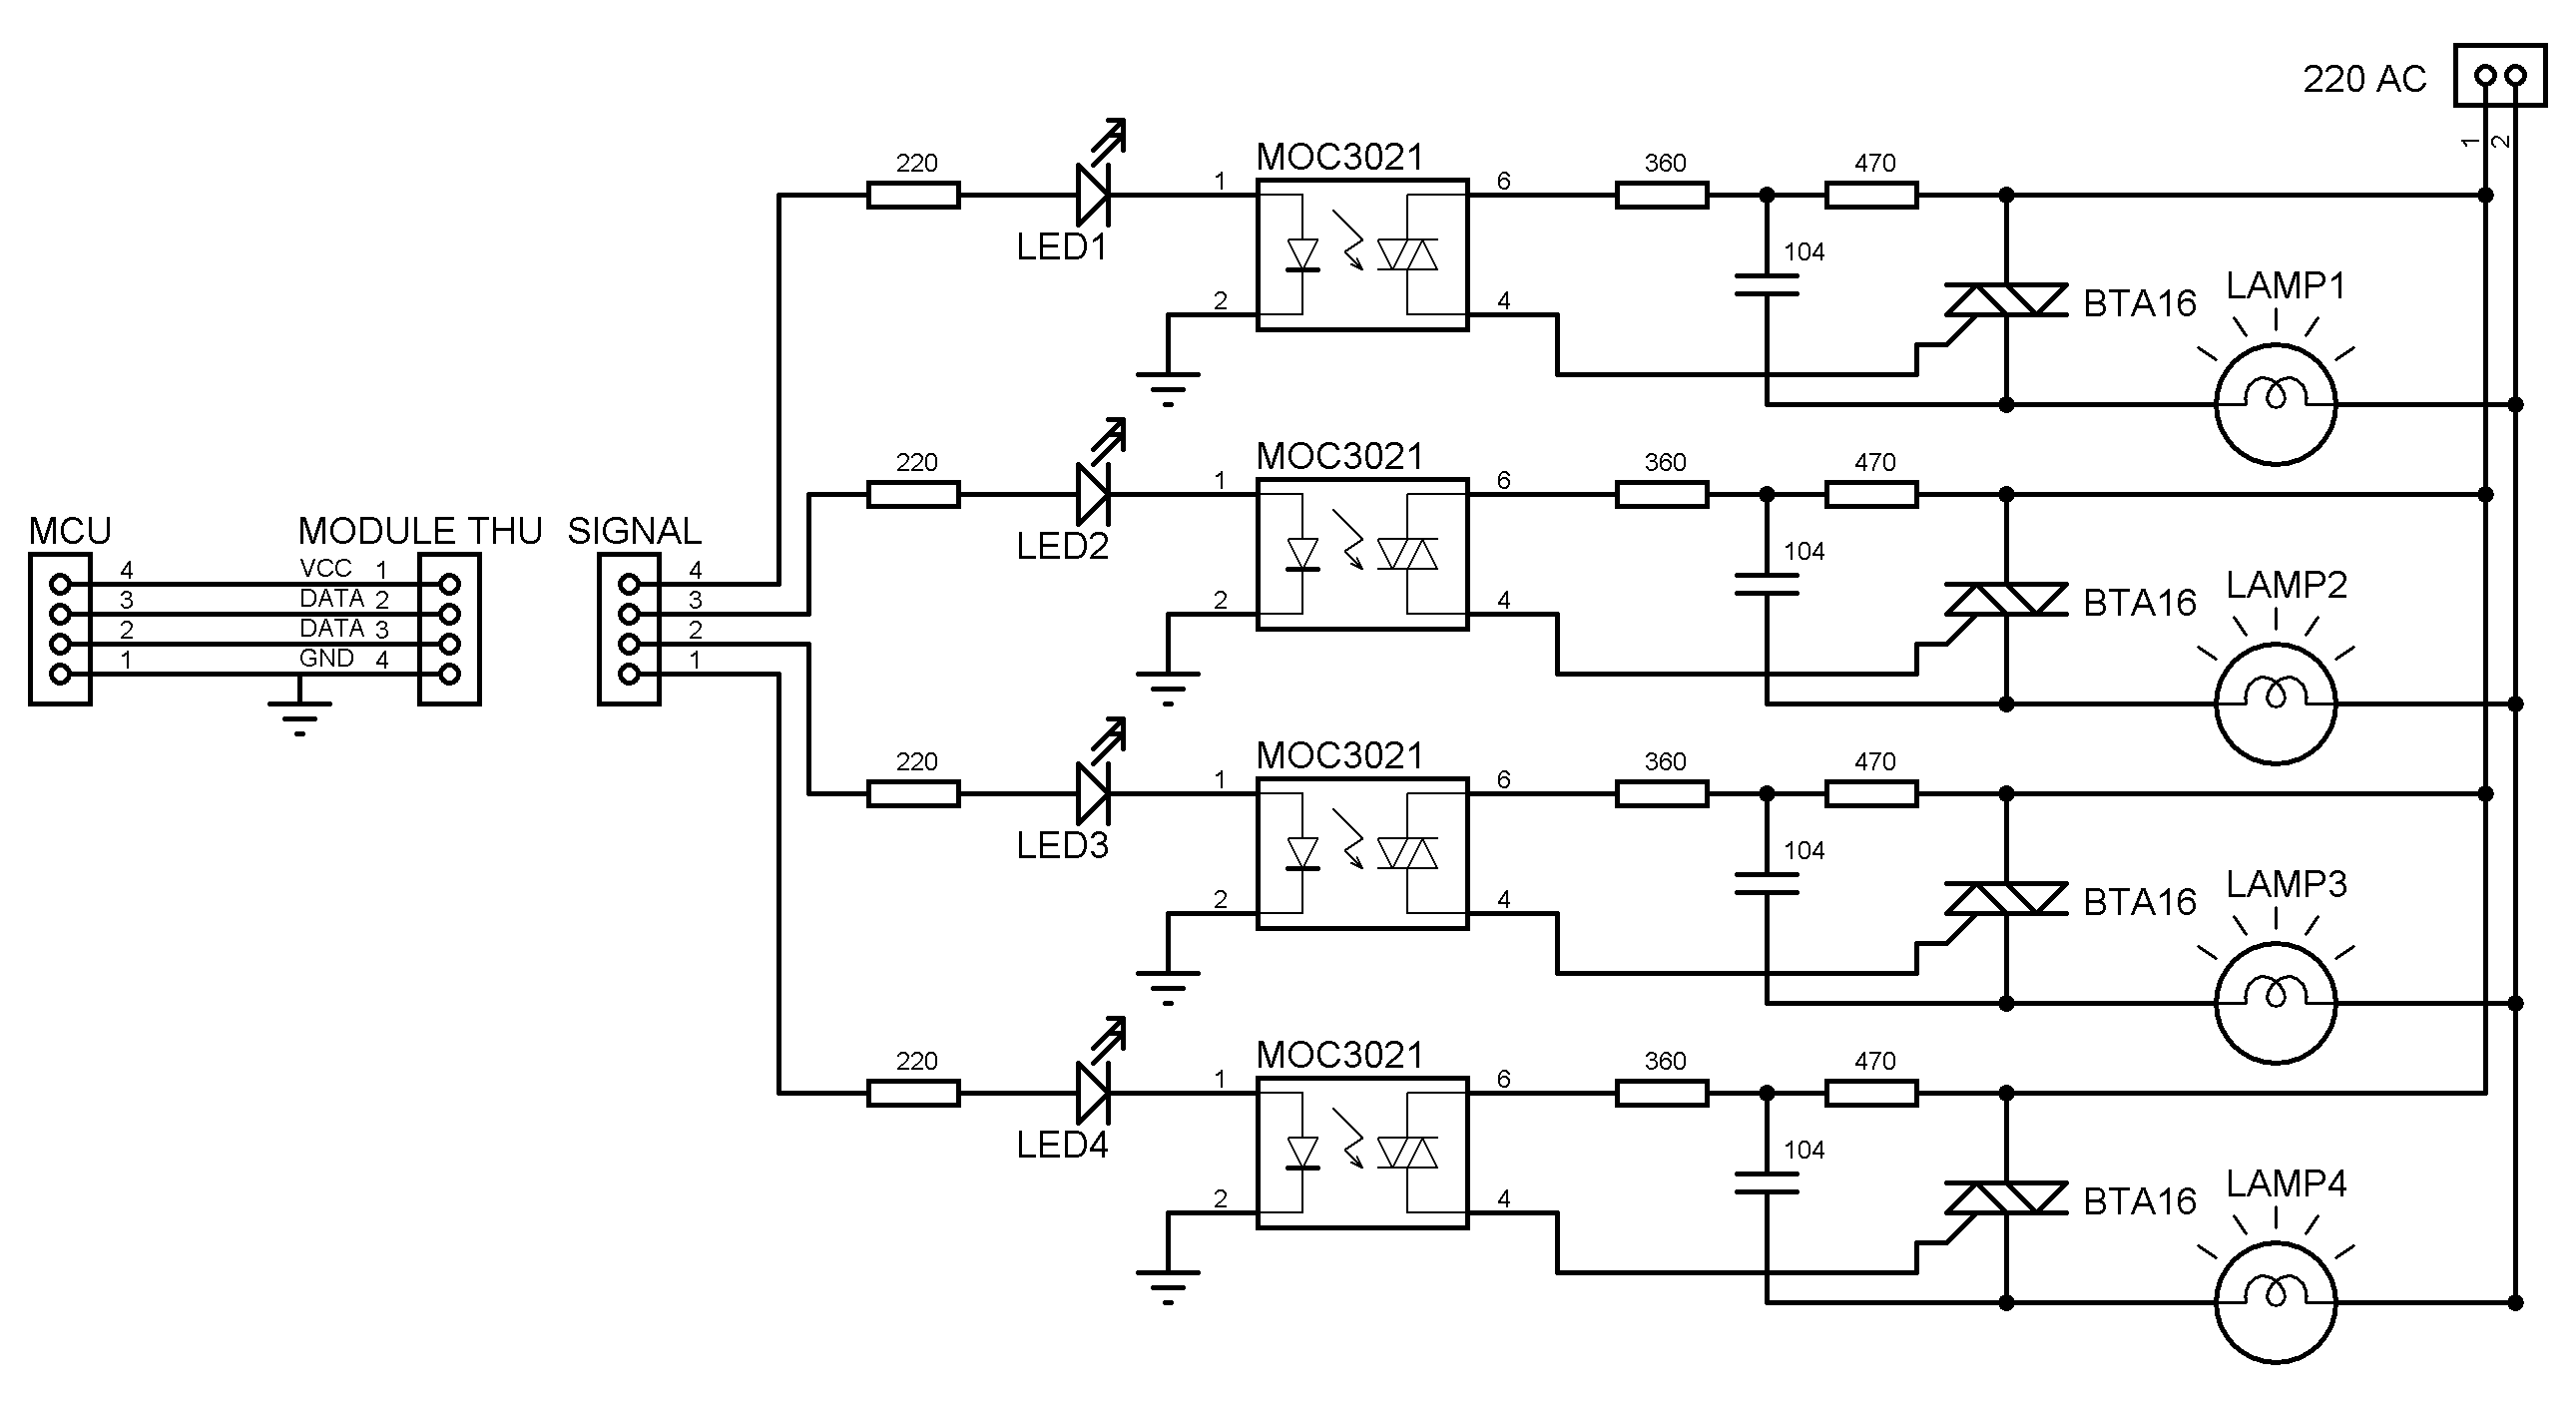 220 AC
1
2
220
LED1
MOC3021
1
2
6
4
360
470
104
BTA16
LAMP1
220
LED2
MOC3021
1
2
6
4
360
470
104
BTA16
LAMP2
MCU
MODULE THU
SIGNAL
4 VCC 1
3 DATA 2
2 DATA 3
1 GND 4
4
3
2
1
220
LED3
MOC3021
1
2
6
4
360
470
104
BTA16
LAMP3
220
LED4
MOC3021
1
2
6
4
360
470
104
BTA16
LAMP4